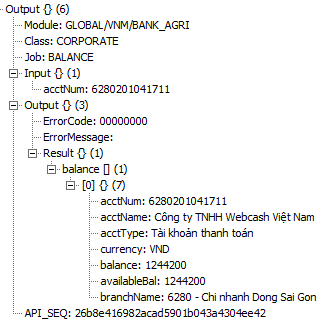 Output {} (6)
Module: GLOBAL/VNM/BANK_AGRI
Class: CORPORATE
Job: BALANCE
Input {} (1)
acctNum: 6280201041711
Output {} (3)
ErrorCode: 00000000
ErrorMessage:
Result {} (1)
balance [] (1)
[0] {} (7)
acctNum: 6280201041711
acctName: Công ty TNHH Webcash Việt Nam
acctType: Tài khoản thanh toán
currency: VND
balance: 1244200
availableBal: 1244200
branchName: 6280 - Chi nhanh Dong Sai Gon
API_SEQ: 26b8e416982acad5901b043a4304ee42